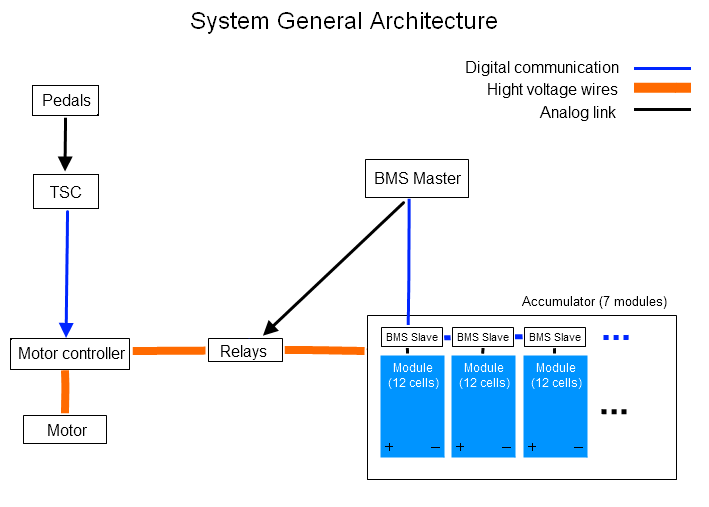 System General Architecture
Digital communication
Hight voltage wires
Analog link
Pedals
TSC
BMS Master
Accumulator (7 modules)
Motor controller
Relays
BMS Slave
BMS Slave
BMS Slave
...
Module
(12 cells)
Module
(12 cells)
Module
(12 cells)
...
+ –
+ –
+ –
Motor